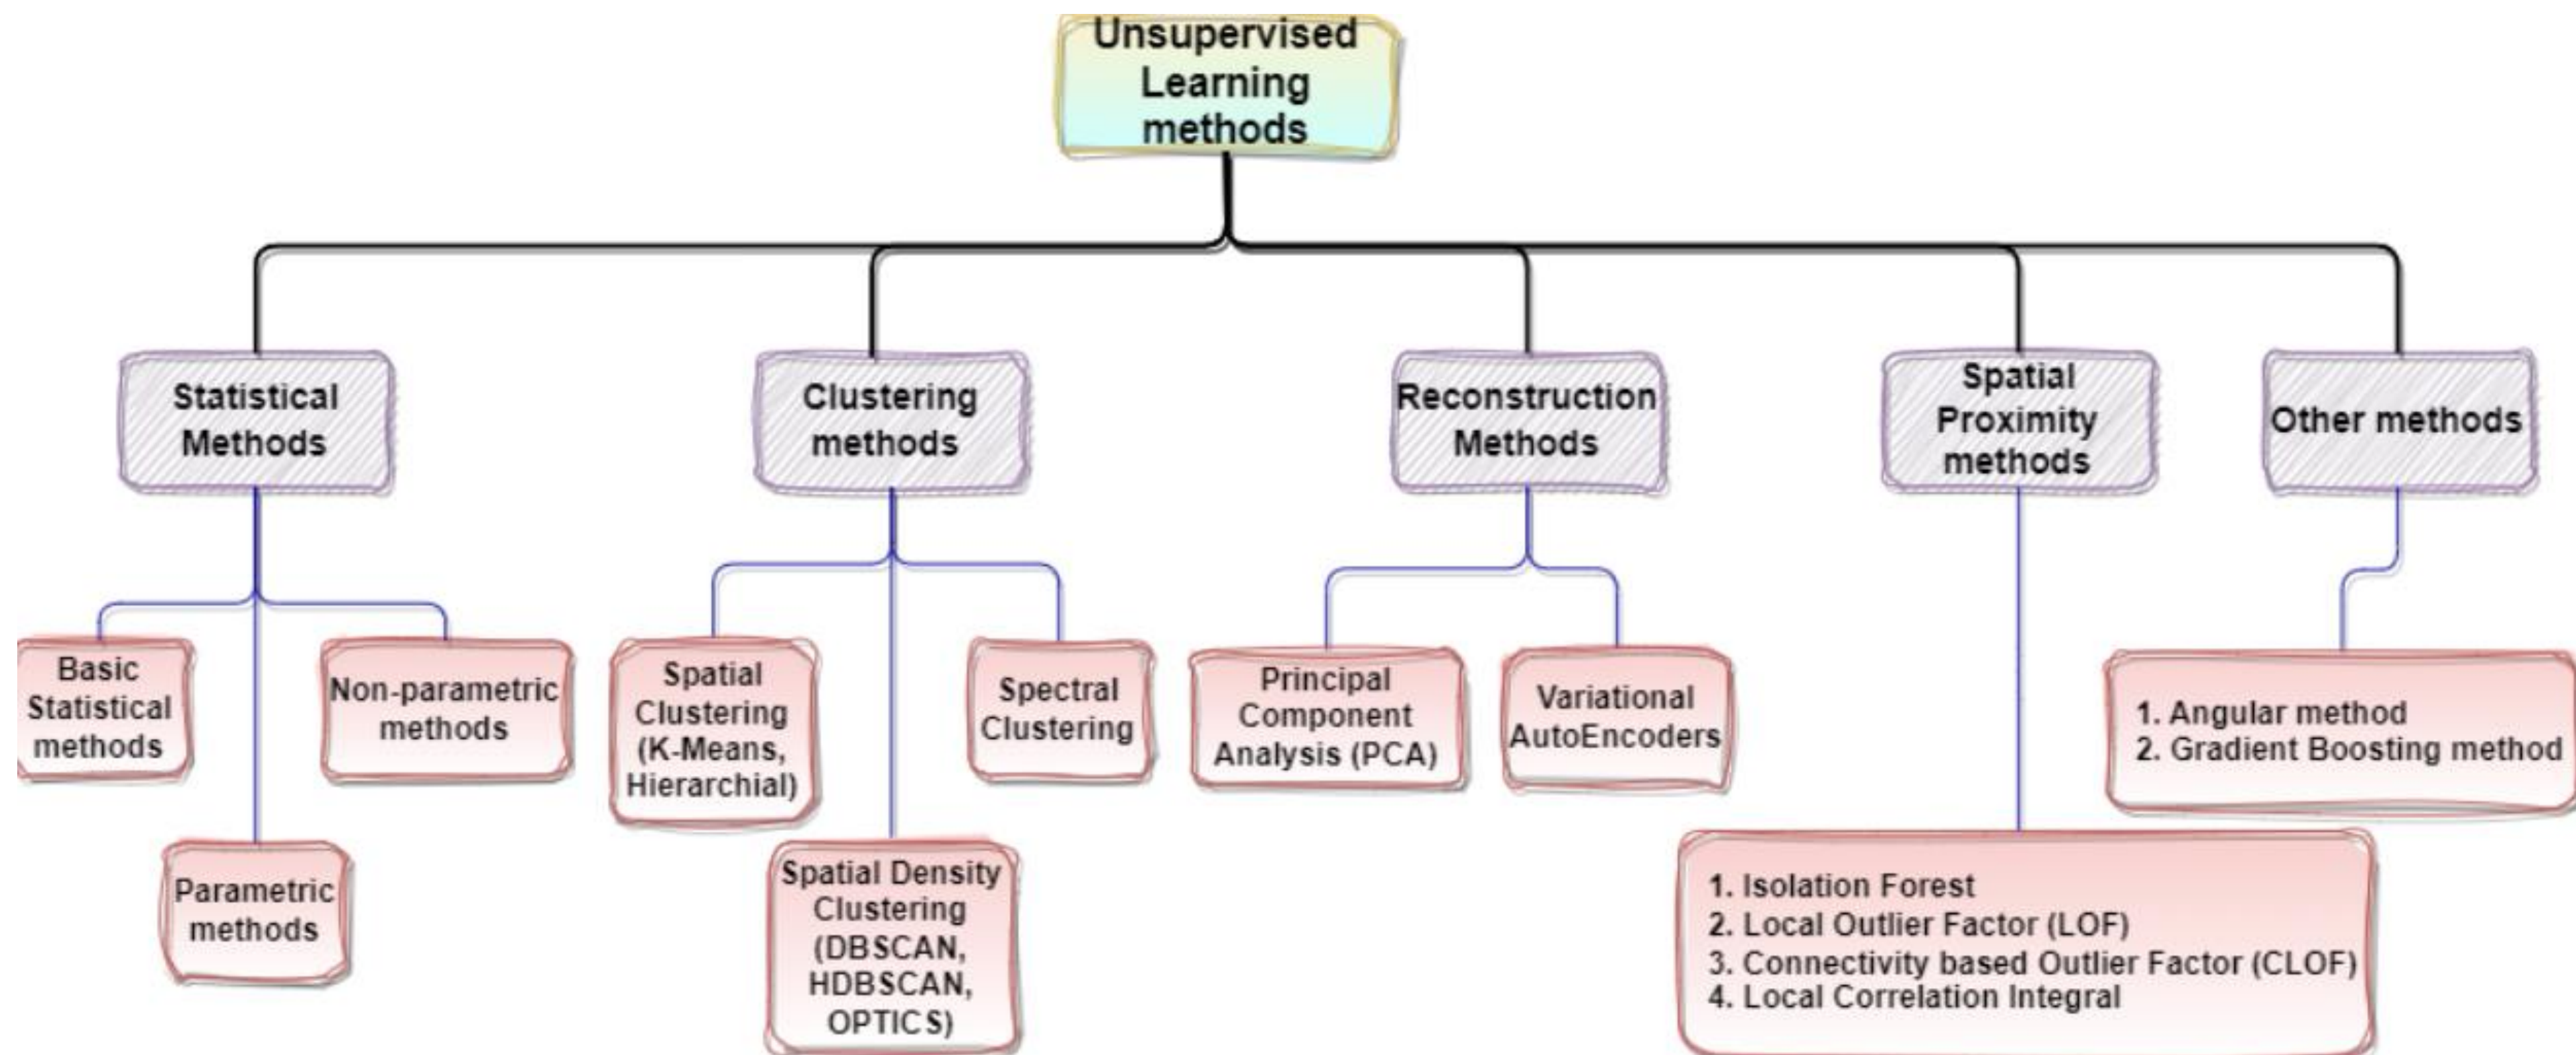 Unsupervised
Learning
methods
Statistical
Methods
Clustering
methods
Reconstruction
Methods
Spatial
Proximity
methods
Other methods
Basic
Statistical
methods
Non-parametric
methods
Parametric
methods
Spatial
Clustering
(K-Means,
Hierarchial)
Spectral
Clustering
Spatial Density
Clustering
(DBSCAN,
HDBSCAN,
OPTICS)
Principal
Component
Analysis (PCA)
Variational
AutoEncoders
1. Angular method
2. Gradient Boosting method
1. Isolation Forest
2. Local Outlier Factor (LOF)
3. Connectivity based Outlier Factor (CLOF)
4. Local Correlation Integral